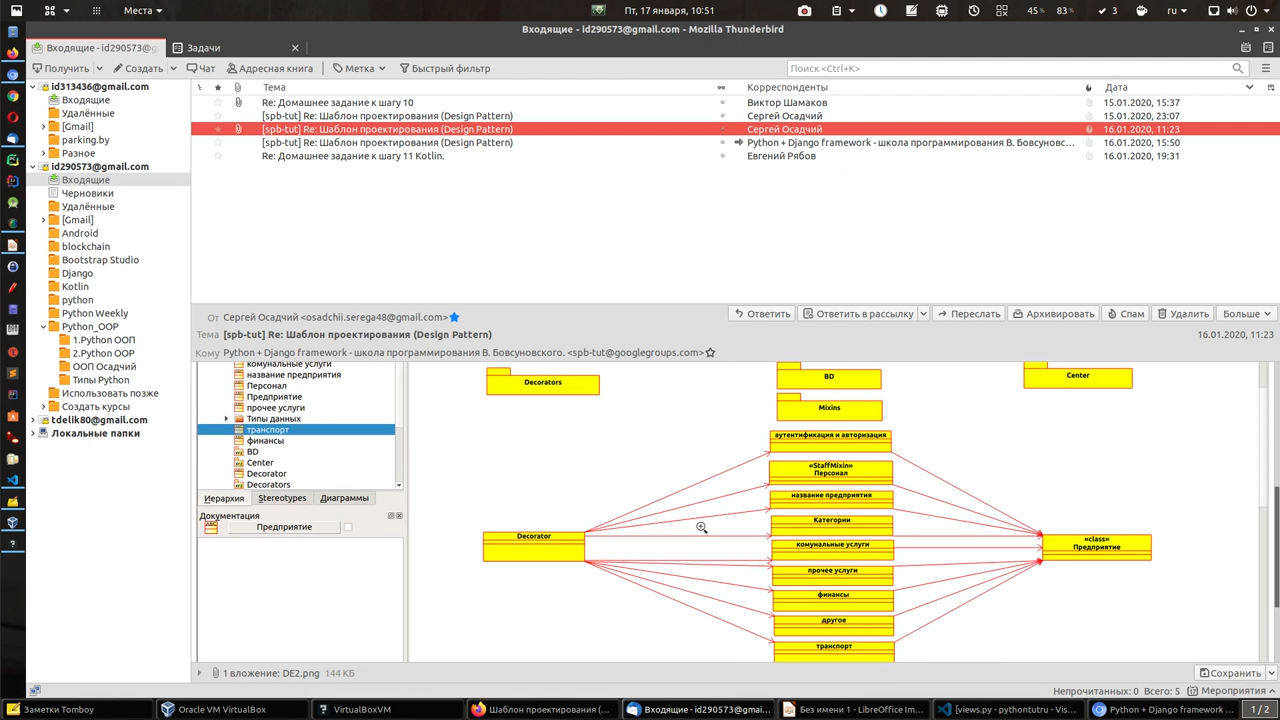 Места
Пт, 17 января, 10:51
45%
83%
3
ru
Входящие - id290573@gmail.com - Mozilla Thunderbird
Входящие - id290573@g
Задачи
Получить
Создать
Чат
Адресная книга
Метка
Быстрый фильтр
Поиск <Ctrl+K>
id313436@gmail.com
Входящие
Удалённые
[Gmail]
parking.by
Разное
id290573@gmail.com
Входящие
Черновики
Удалённые
[Gmail]
Android
blockchain
Bootstrap Studio
Django
Kotlin
python
Python Weekly
Python_OOP
1.Python ООП
2.Python OOP
ООП Осадчий
Типы Python
Использовать позже
Создать курсы
tdelik80@gmail.com
Локальные папки
Тема
Корреспонденты
Дата
Re: Домашнее задание к шагу 10
Виктор Шамаков
15.01.2020, 15:37
[spb-tut] Re: Шаблон проектирования (Design Pattern)
Сергей Осадчий
15.01.2020, 23:07
[spb-tut] Re: Шаблон проектирования (Design Pattern)
Сергей Осадчий
16.01.2020, 11:23
[spb-tut] Re: Шаблон проектирования (Design Pattern)
Python + Django framework - школа программирования В. Бовсуновс...
16.01.2020, 15:50
Re: Домашнее задание к шагу 11 Kotlin.
Евгений Рябов
16.01.2020, 19:31
От Сергей Осадчий <osadchii.serega48@gmail.com>
Ответить
Ответить в рассылку
Переслать
Архивировать
Спам
Удалить
Больше
Тема [spb-tut] Re: Шаблон проектирования (Design Pattern)
16.01.2020, 11:23
Кому Python + Django framework - школа программирования В. Бовсуновского. <spb-tut@googlegroups.com>
комунальные услуги
название предприятия
Персонал
Предприятие
прочее услуги
Типы данных
транспорт
финансы
BD
Center
Decorator
Decorators
Иерархия
Stereotypes
Диаграммы
Документация
Предприятие
Decorators
BD
Center
Mixins
аутентификация и авторизация
«StaffMixin»
Персонал
название предприятия
Категории
Decorator
комунальные услуги
«class»
Предприятие
прочее услуги
финансы
другое
транспорт
1 вложение: DE2.png 144 КБ
Сохранить
Непрочитанных: 0 Всего: 5
Мероприятия
Заметки Tomboy
Oracle VM VirtualBox
VirtualBoxVM
Шаблон проектирования (...
Входящие - id290573@gmai...
Без имени 1 - LibreOffice Im...
[views.py - pythontutru - Vis...
Python + Django framework ...
1 / 2